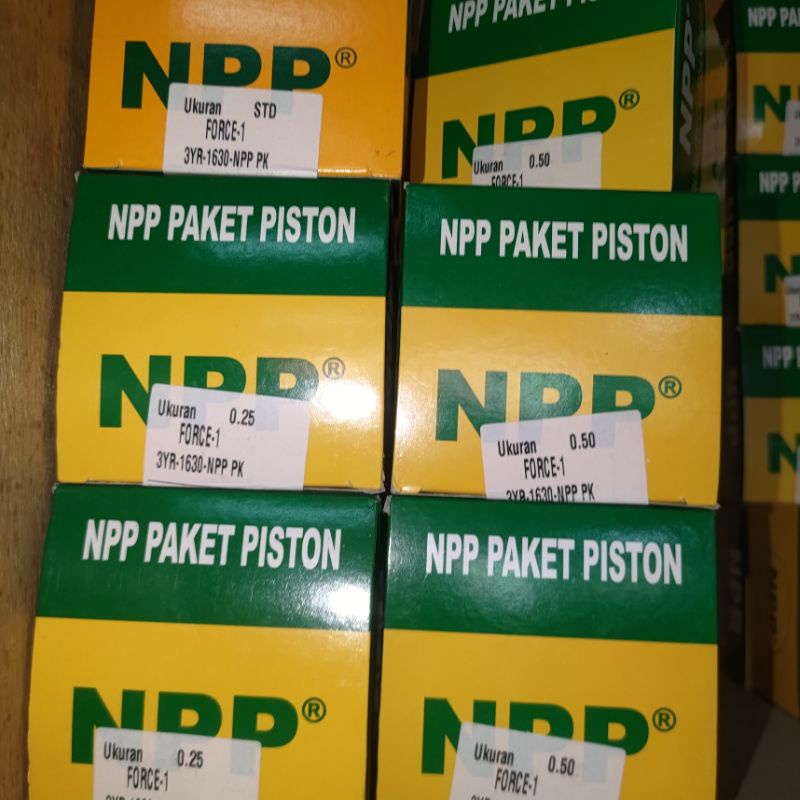 NPP®
Ukuran STD
FORCE-1
3YR-1630-NPP PK
NPP PAKET PISTON
NPP®
Ukuran 0.50
FORCE-1
NPP
NPP PAKET PISTON
NPP®
Ukuran 0.25
FORCE-1
3YR-1630-NPP PK
NPP PAKET PISTON
NPP®
Ukuran 0.50
FORCE-1
3YR-1630-NPP PK
NPP PAKET PISTON
NPP®
Ukuran 0.25
FORCE-1
NPP PAKET PISTON
NPP®
Ukuran 0.50
FORCE-1
NPP PA
N
NPP P
N
NPP
N